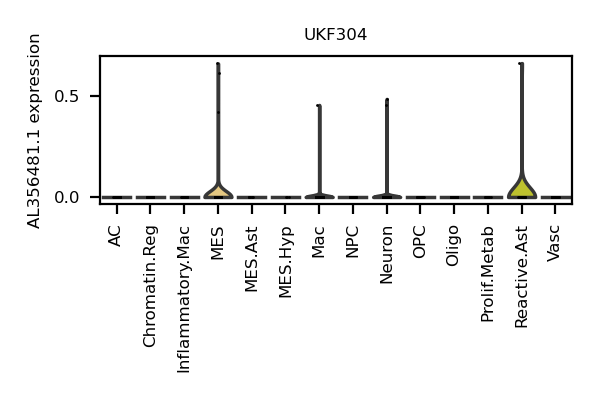 UKF304
AL356481.1 expression
0.5
0.0
AC
Chromatin.Reg
Inflammatory.Mac
MES
MES.Ast
MES.Hyp
Mac
NPC
Neuron
OPC
Oligo
Prolif.Metab
Reactive.Ast
Vasc